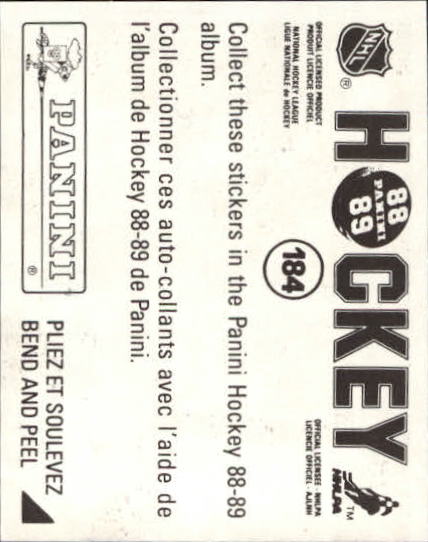 HOCKEY
88
PANINI
89
NHL
®
OFFICIAL LICENSED PRODUCT
PRODUIT LICENCIE OFFICIEL
NATIONAL HOCKEY LEAGUE
LIGUE NATIONALE de HOCKEY
184
OFFICIAL LICENSEE - NHLPA
LICENCIE OFFICIEL - AJLNH
NHLPA
TM
Collect these stickers in the Panini Hockey 88-89
album.
Collectionner ces auto-collants avec l'aide de
l'album de Hockey 88-89 de Panini.
PANINI
®
PLIEZ ET SOULEVEZ
BEND AND PEEL